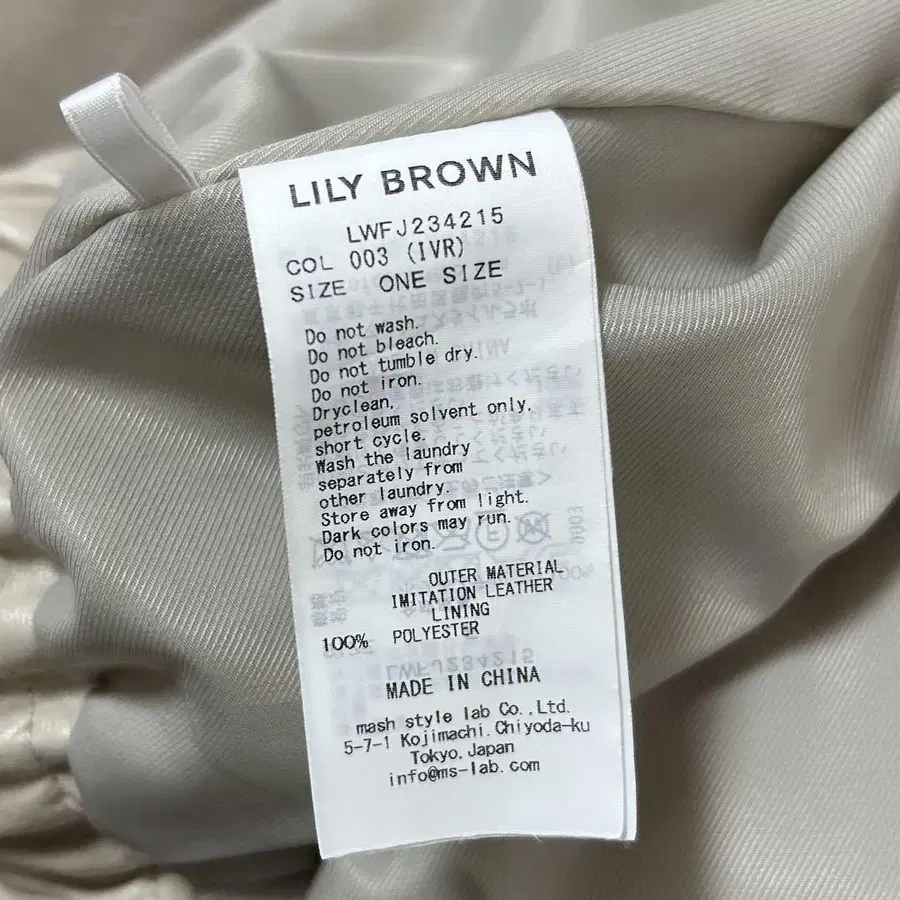 LILY BROWN
LWFJ234215
COL 003 (IVR)
SIZE ONE SIZE
Do not wash.
Do not bleach.
Do not tumble dry.
Do not iron.
Dryclean,
petroleum solvent only,
short cycle.
Wash the laundry
separately from
other laundry.
Store away from light.
Dark colors may run.
Do not iron.
OUTER MATERIAL
IMITATION LEATHER
LINING
100% POLYESTER
MADE IN CHINA
mash style lab Co.,Ltd.
5-7-1 Kojimachi.Chiyoda-ku
Tokyo.Japan
info@ms-lab.com